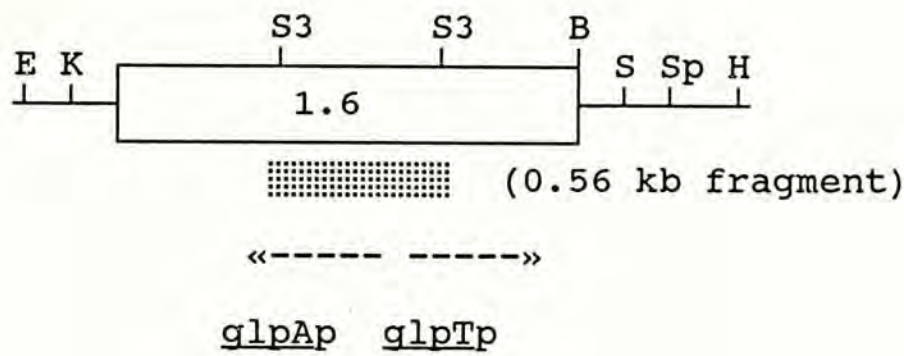 S3 S3 B
E K S Sp H
1.6
(0.56 kb fragment)
«----- -----»
glpAp glpTp